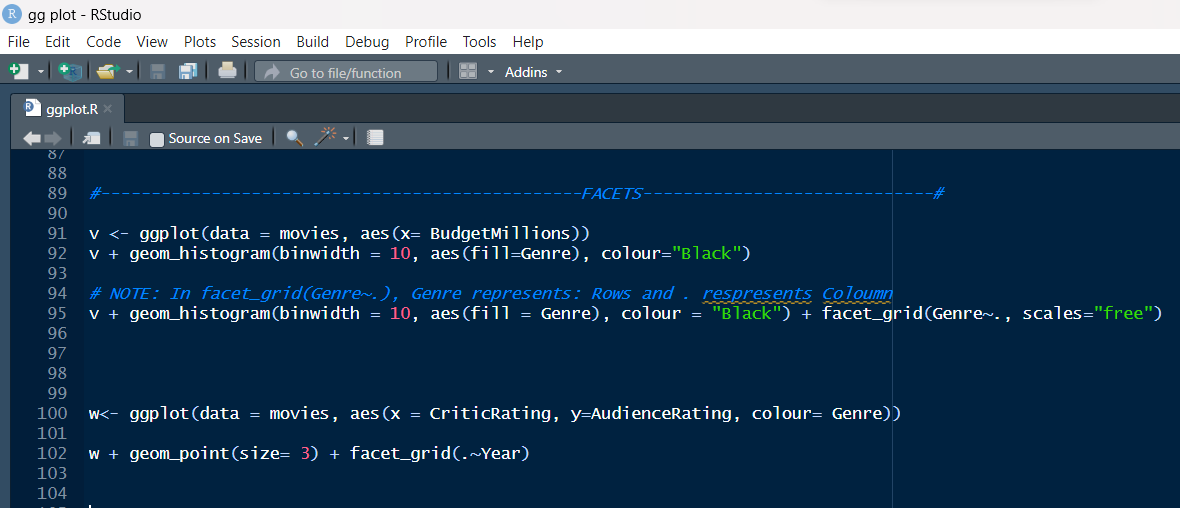 R gg plot - RStudio
File Edit Code View Plots Session Build Debug Profile Tools Help
Go to file/function Addins
ggplot.R
Source on Save
87
88
89 #------------------------------------------------FACETS-----------------------------#
90
91 v <- ggplot(data = movies, aes(x= BudgetMillions))
92 v + geom_histogram(binwidth = 10, aes(fill=Genre), colour="Black")
93
94 # NOTE: In facet_grid(Genre~.), Genre represents: Rows and . respresents Coloumn
95 v + geom_histogram(binwidth = 10, aes(fill = Genre), colour = "Black") + facet_grid(Genre~., scales="free")
96
97
98
99
100 w<- ggplot(data = movies, aes(x = CriticRating, y=AudienceRating, colour= Genre))
101
102 w + geom_point(size= 3) + facet_grid(.~Year)
103
104